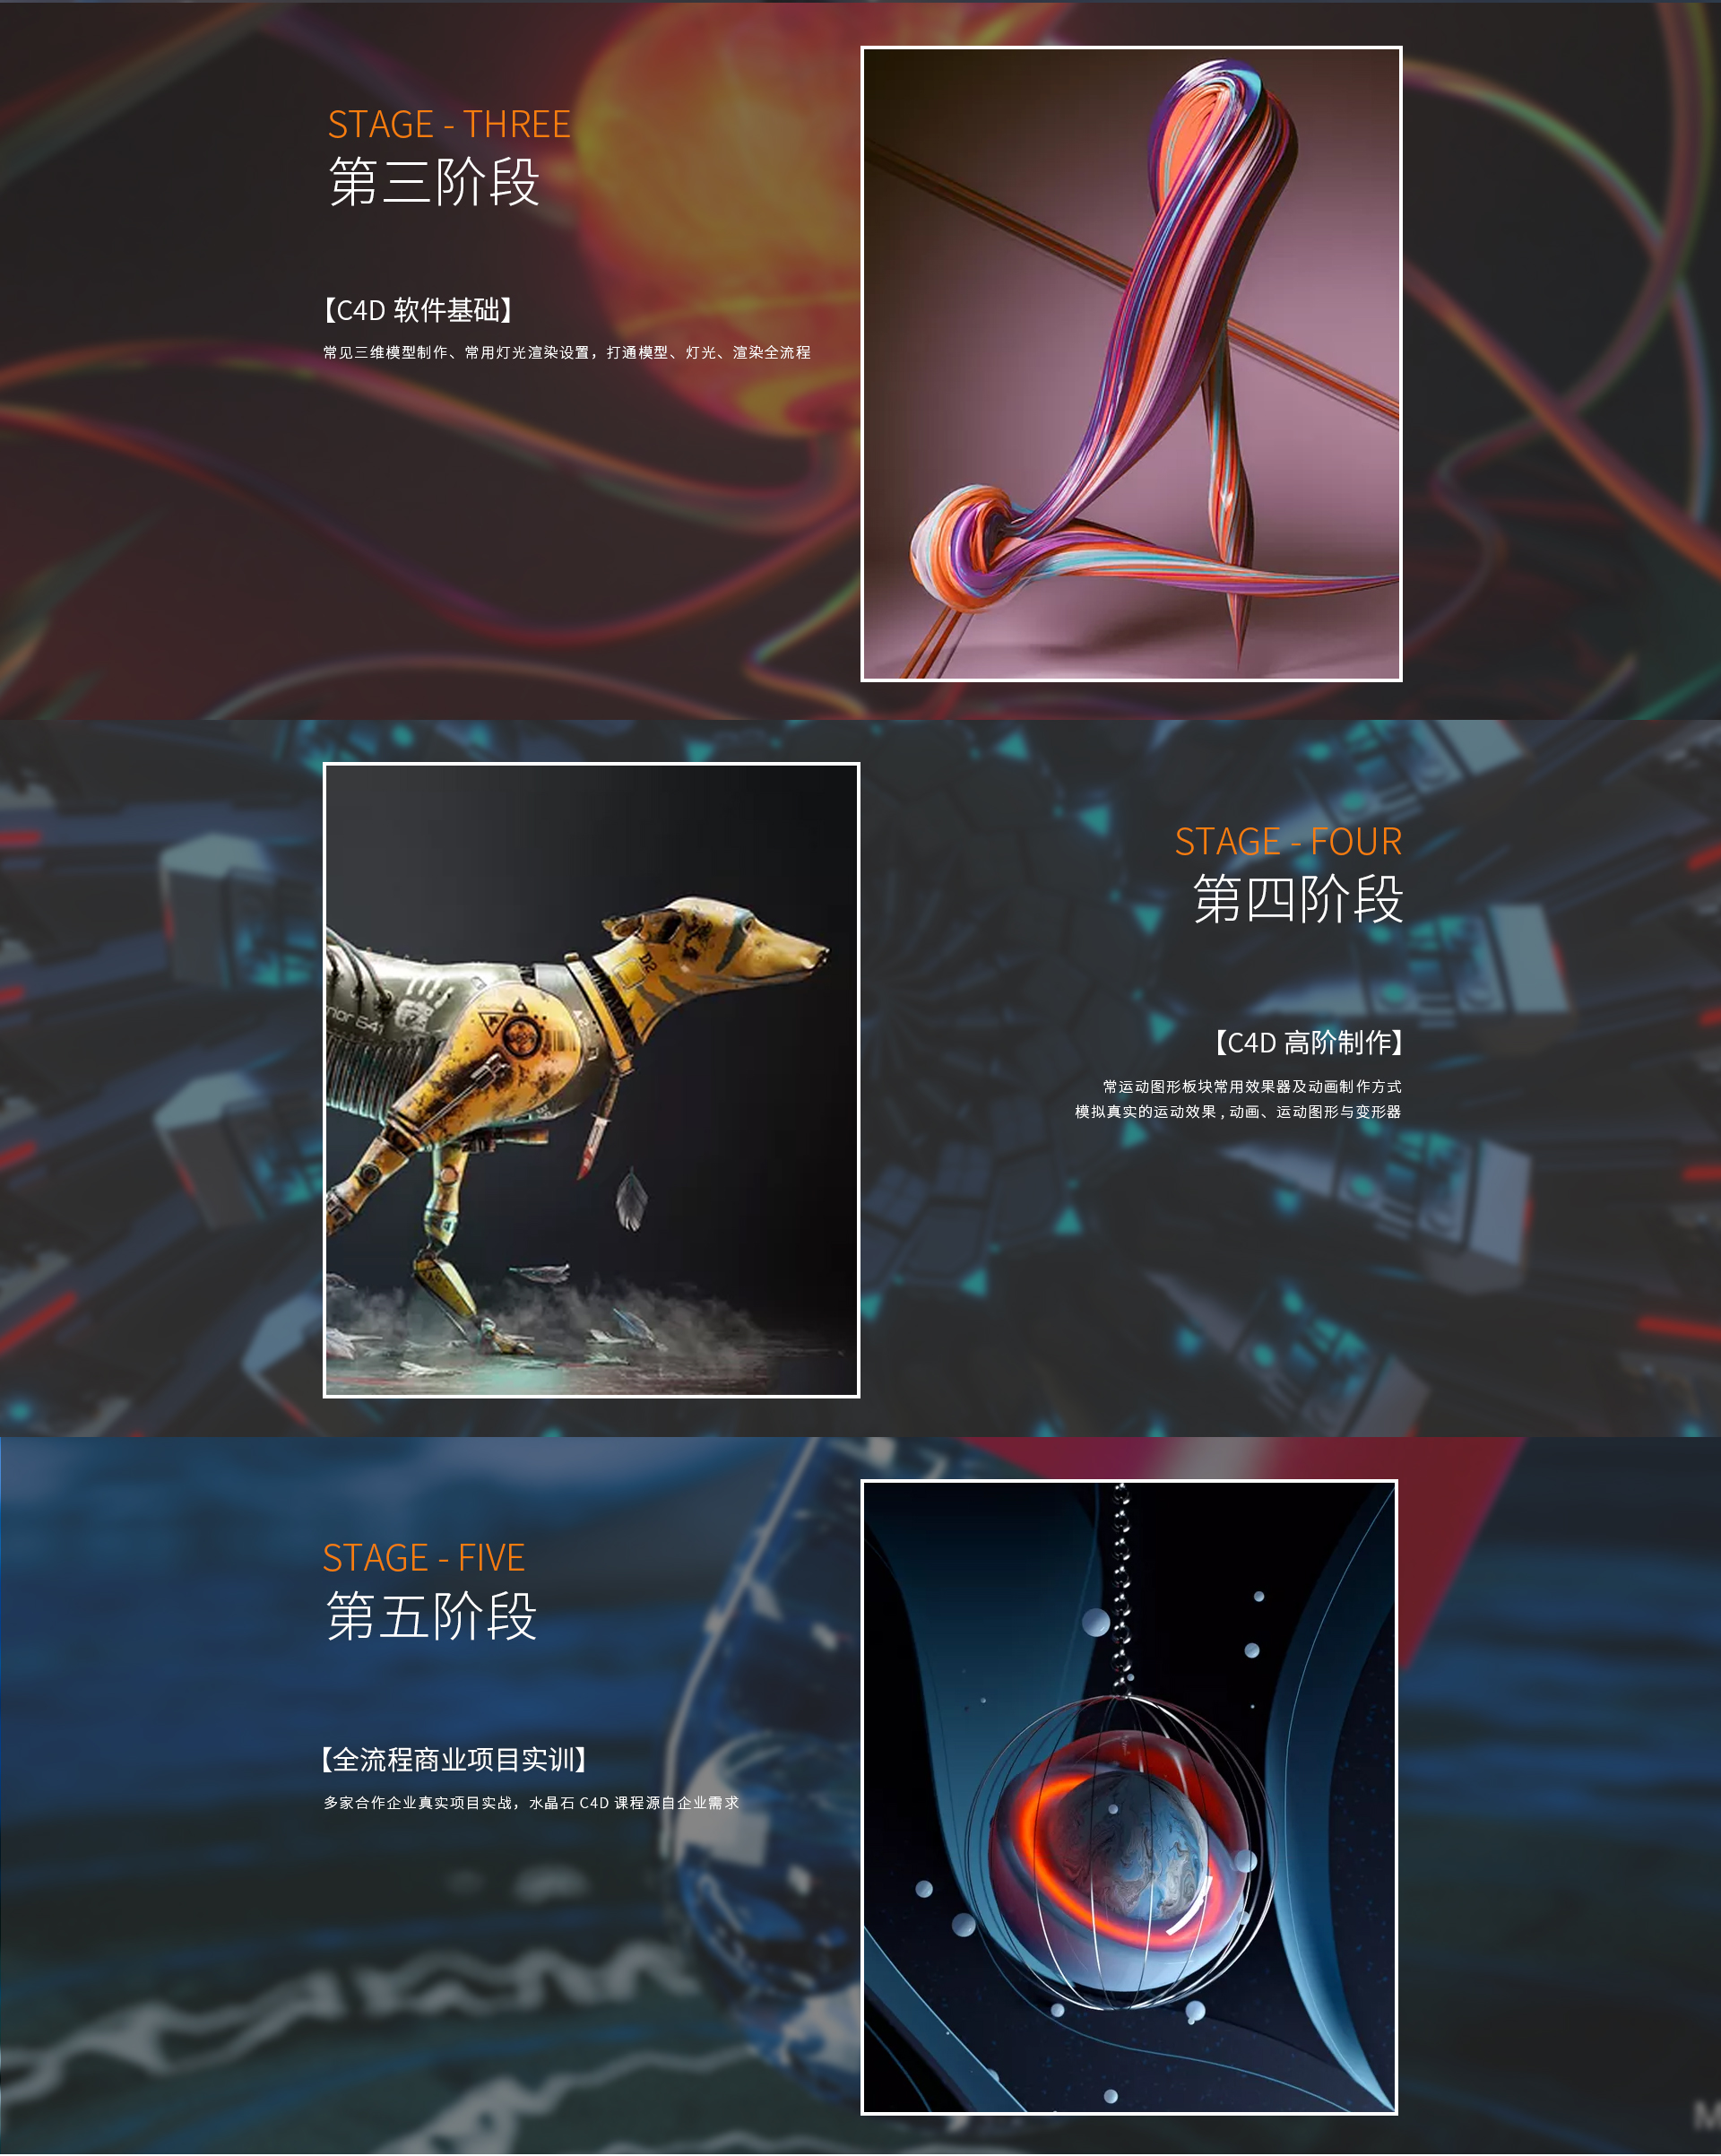 STAGE - THREE
第三阶段
【C4D 软件基础】
常见三维模型制作、常用灯光渲染设置，打通模型、灯光、渲染全流程
STAGE - FOUR
第四阶段
【C4D 高阶制作】
常运动图形板块常用效果器及动画制作方式
模拟真实的运动效果 , 动画、运动图形与变形器
D2
STAGE - FIVE
第五阶段
【全流程商业项目实训】
多家合作企业真实项目实战，水晶石 C4D 课程源自企业需求